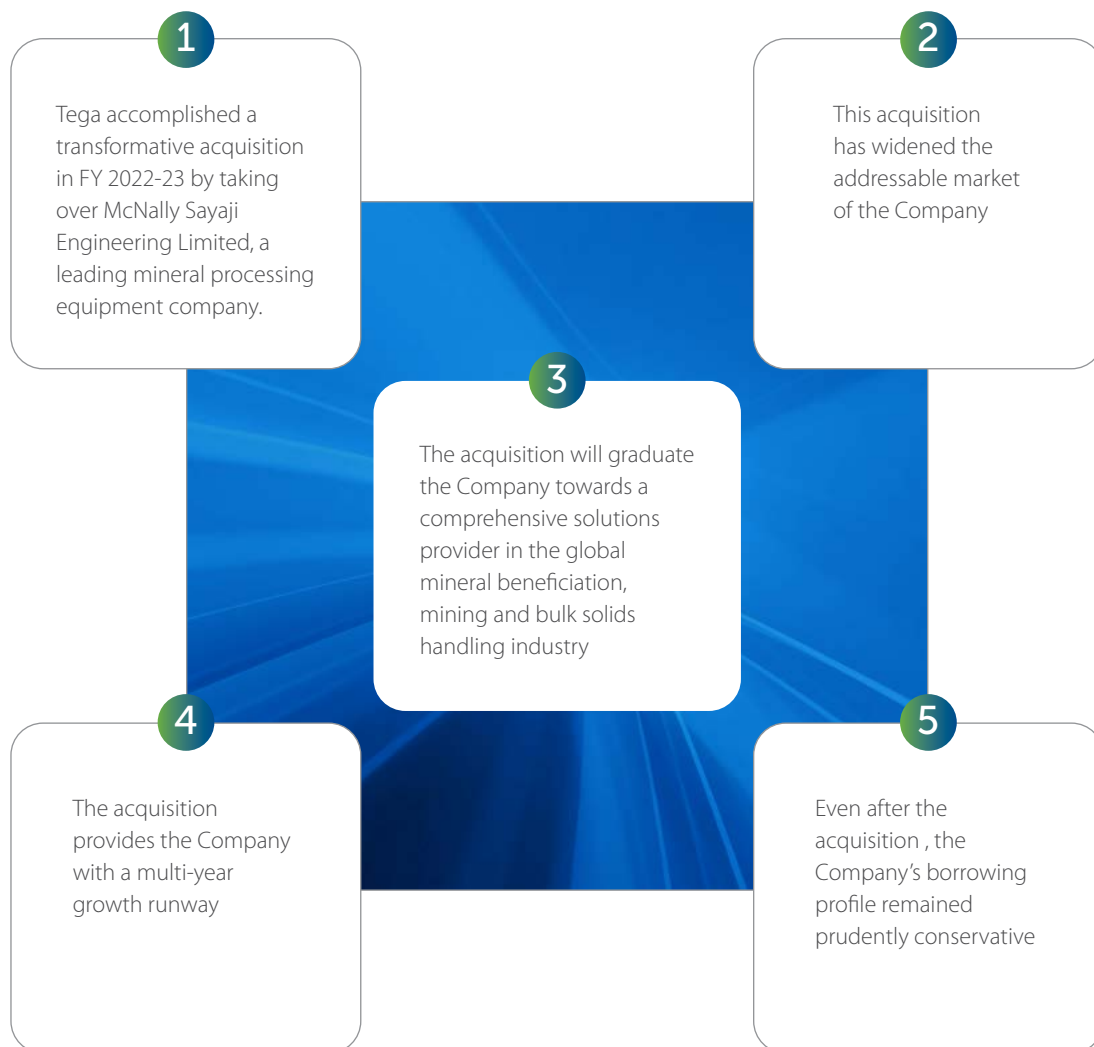 1
Tega accomplished a
transformative acquisition
in FY 2022-23 by taking
over McNally Sayaji
Engineering Limited, a
leading mineral processing
equipment company.
2
This acquisition
has widened the
addressable market
of the Company
3
The acquisition will graduate
the Company towards a
comprehensive solutions
provider in the global
mineral beneficiation,
mining and bulk solids
handling industry
4
The acquisition
provides the Company
with a multi-year
growth runway
5
Even after the
acquisition , the
Company’s borrowing
profile remained
prudently conservative